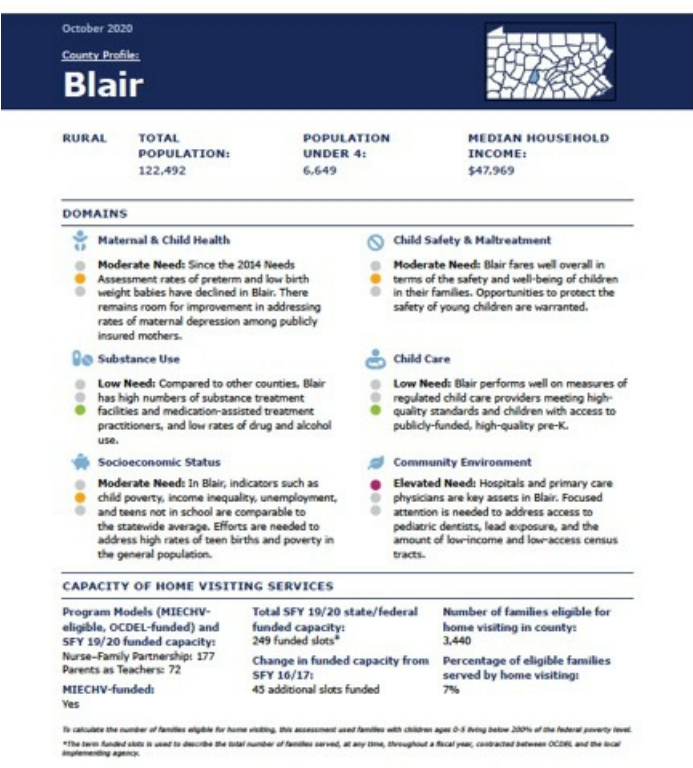 October 2020
County Profile:
Blair
RURAL
TOTAL
POPULATION:
122,492
POPULATION
UNDER 4:
6,649
MEDIAN HOUSEHOLD
INCOME:
$47,969
DOMAINS
Maternal & Child Health
Moderate Need: Since the 2014 Needs
Assessment rates of preterm and low birth
weight babies have declined in Blair. There
remains room for improvement in addressing
rates of maternal depression among publicly
insured mothers.
Child Safety & Maltreatment
Moderate Need: Blair fares well overall in
terms of the safety and well-being of children
in their families. Opportunities to protect the
safety of young children are warranted.
Substance Use
Low Need: Compared to other counties, Blair
has high numbers of substance treatment
facilities and medication-assisted treatment
practitioners, and low rates of drug and alcohol
use.
Child Care
Low Need: Blair performs well on measures of
regulated child care providers meeting high-
quality standards and children with access to
publicly-funded, high-quality pre-K.
Socioeconomic Status
Moderate Need: In Blair, indicators such as
child poverty, income inequality, unemployment,
and teens not in school are comparable to
the statewide average. Efforts are needed to
address high rates of teen births and poverty in
the general population.
Community Environment
Elevated Need: Hospitals and primary care
physicians are key assets in Blair. Focused
attention is needed to address access to
pediatric dentists, lead exposure, and the
amount of low-income and low-access census
tracts.
CAPACITY OF HOME VISITING SERVICES
Program Models (MIECHV-
eligible, OCDEL-funded) and
SFY 19/20 funded capacity:
Nurse–Family Partnership: 177
Parents as Teachers: 72
MIECHV-funded:
Yes
Total SFY 19/20 state/federal
funded capacity:
249 funded slots*
Change in funded capacity from
SFY 16/17:
45 additional slots funded
Number of families eligible for
home visiting in county:
3,440
Percentage of eligible families
served by home visiting:
7%
To calculate the number of families eligible for home visiting, this assessment used families with children ages 0-5 living below 200% of the federal poverty level.
*The term funded slots is used to describe the total number of families served, at any time, throughout a fiscal year, contracted between OCDEL and the local
implementing agency.